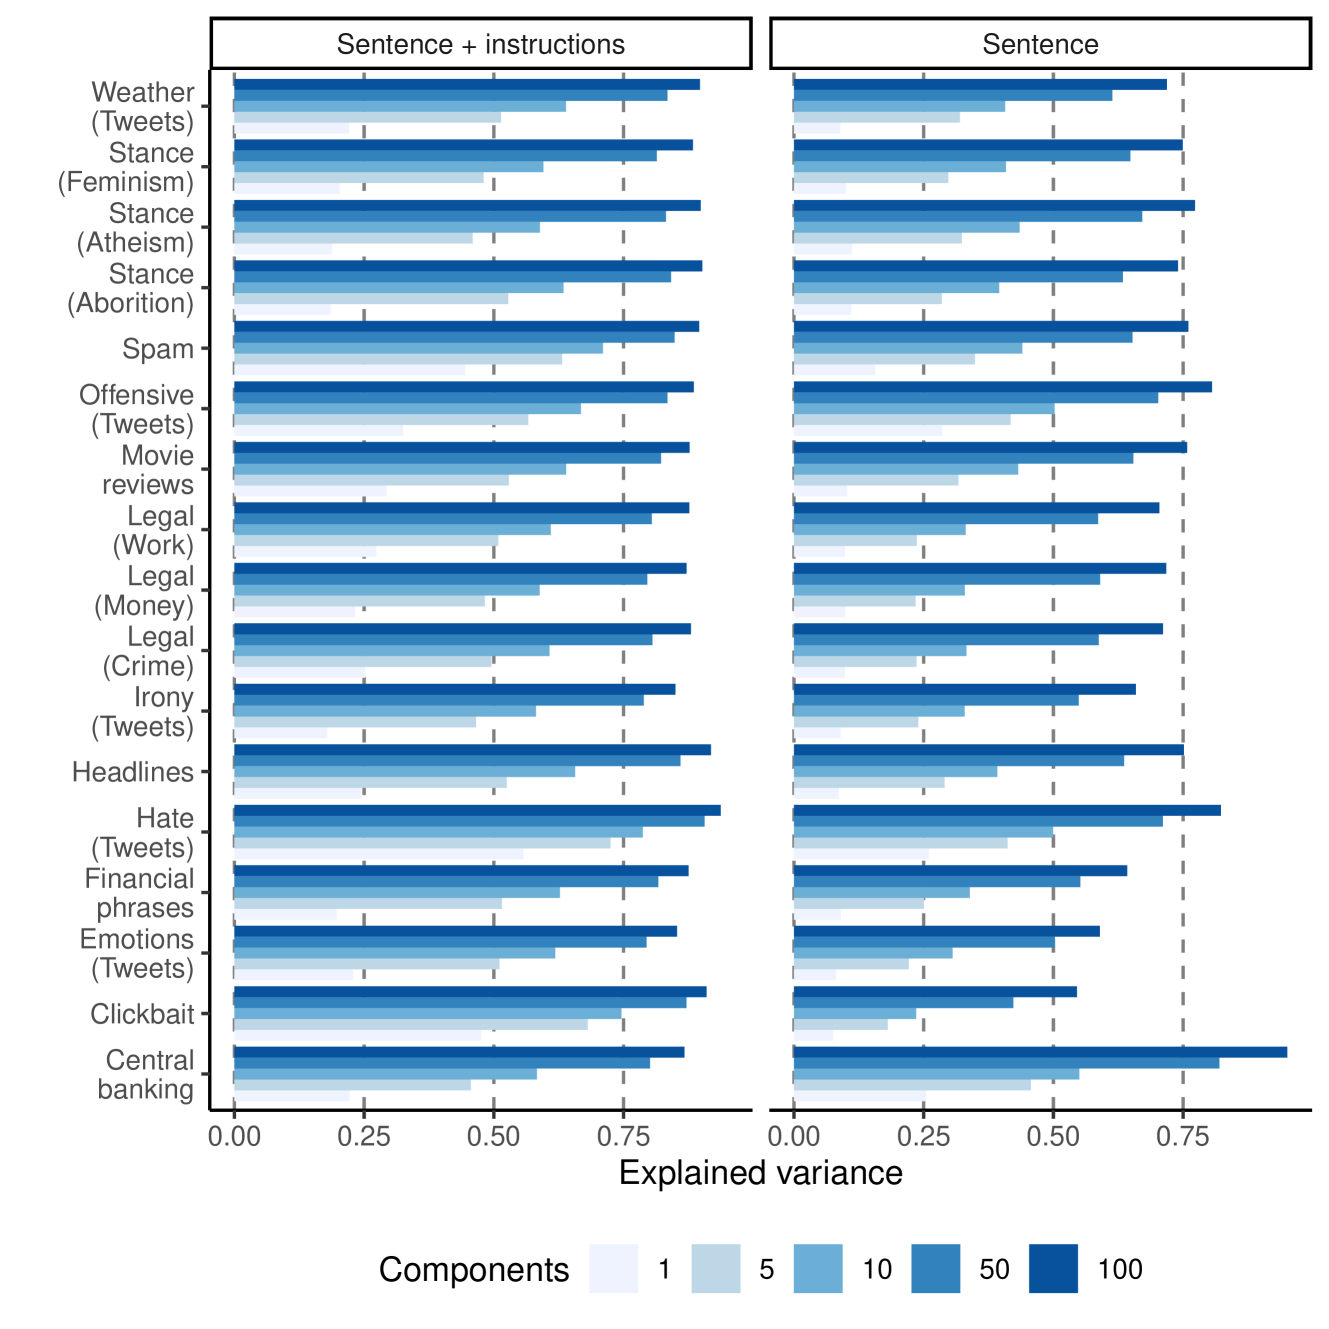 Sentence + instructions
Sentence
Weather
(Tweets)
Stance
(Feminism)
Stance
(Atheism)
Stance
(Aborition)
Spam
Offensive
(Tweets)
Movie
reviews
Legal
(Work)
Legal
(Money)
Legal
(Crime)
Irony
(Tweets)
Headlines
Hate
(Tweets)
Financial
phrases
Emotions
(Tweets)
Clickbait
Central
banking
0.00 0.25 0.50 0.75
0.00 0.25 0.50 0.75
Explained variance
Components 1 5 10 50 100